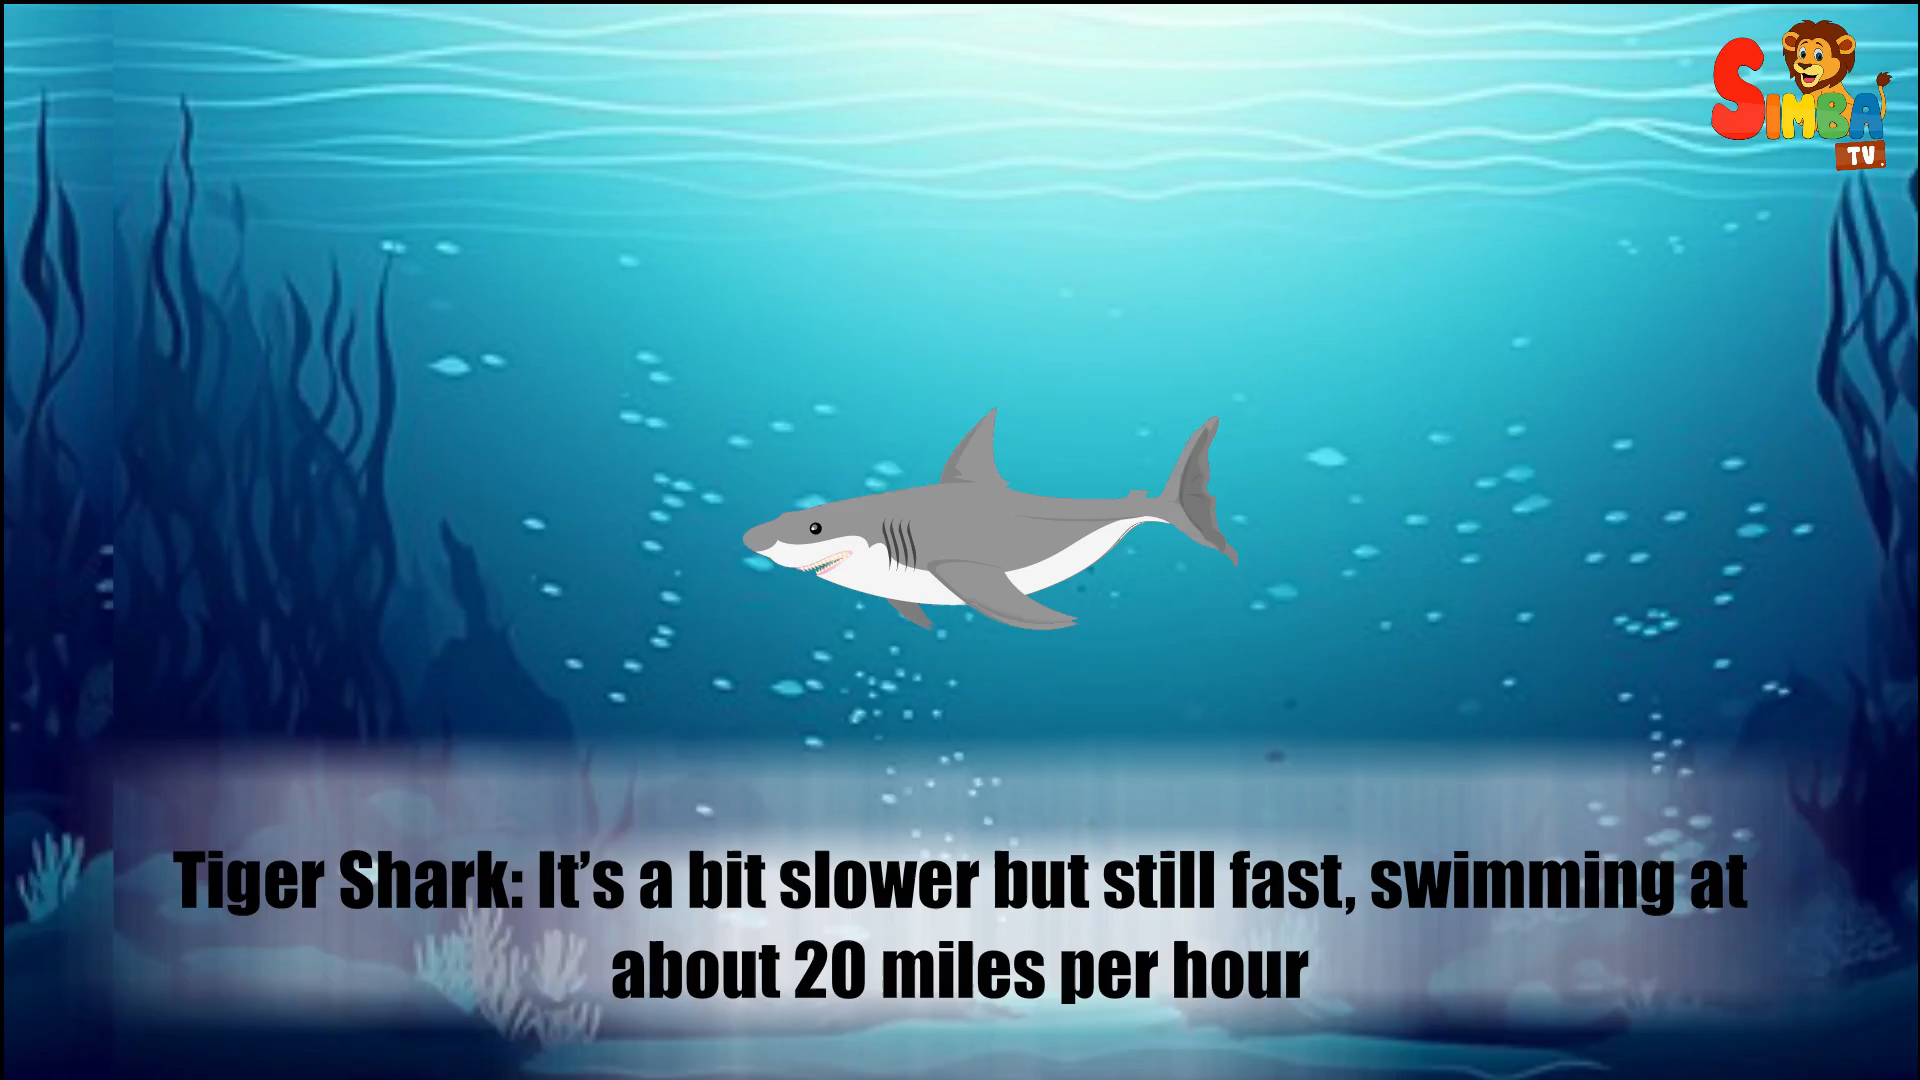 SIMBA
TV.
Tiger Shark: It’s a bit slower but still fast, swimming at
about 20 miles per hour